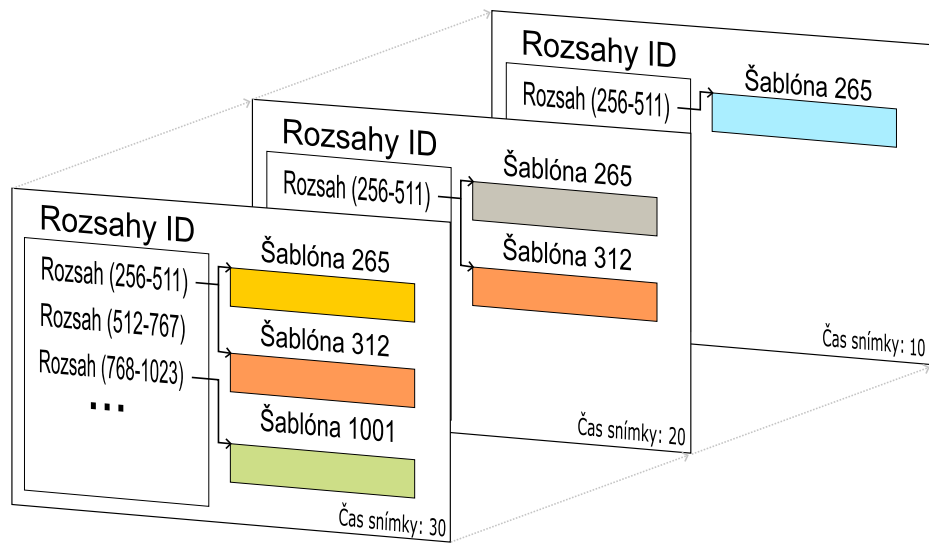 Rozsahy ID
Rozsah (256-511)
Šablóna 265
Čas snímky: 10
Rozsahy ID
Rozsah (256-511)
Šablóna 265
Šablóna 312
Čas snímky: 20
Rozsahy ID
Rozsah (256-511)
Rozsah (512-767)
Rozsah (768-1023)
...
Šablóna 265
Šablóna 312
Šablóna 1001
Čas snímky: 30